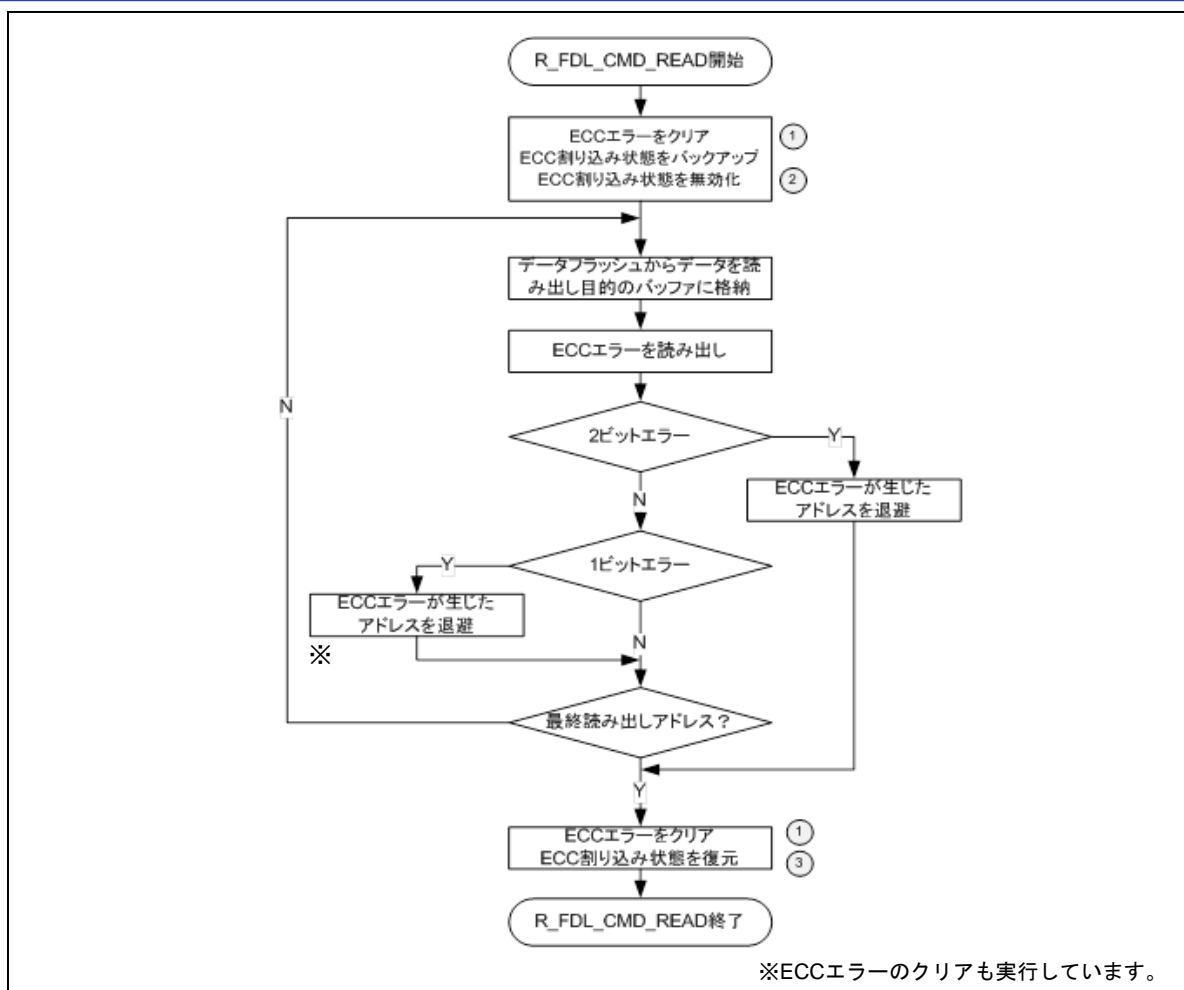 R_FDL_CMD_READ開始
ECCエラーをクリア
①
ECC割り込み状態をバックアップ
ECC割り込み状態を無効化
②
データフラッシュからデータを読
み出し目的のバッファに格納
ECCエラーを読み出し
N
2ビットエラー
Y
ECCエラーが生じた
アドレスを退避
N
1ビットエラー
Y
ECCエラーが生じた
アドレスを退避
※
N
最終読み出しアドレス?
Y
ECCエラーをクリア
①
ECC割り込み状態を復元
③
R_FDL_CMD_READ終了
※ECCエラーのクリアも実行しています。